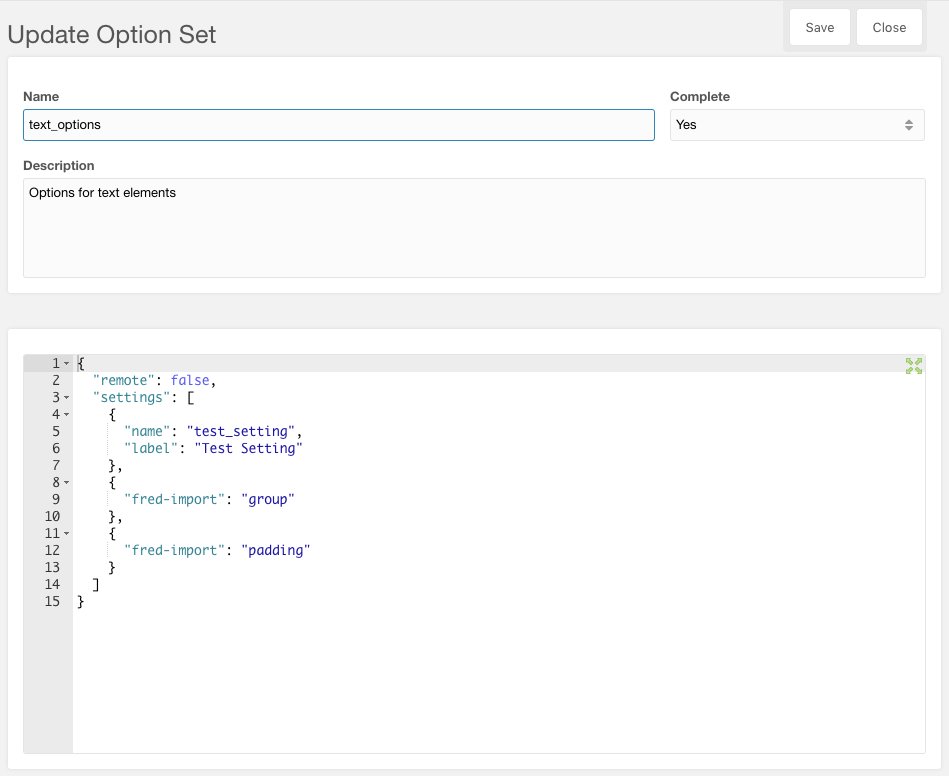 Update Option Set
Save
Close
Name
Complete
text_options
Yes
Description
Options for text elements
1 {
2   "remote": false,
3   "settings": [
4     {
5       "name": "test_setting",
6       "label": "Test Setting"
7     },
8     {
9       "fred-import": "group"
10     },
11     {
12       "fred-import": "padding"
13     }
14   ]
15 }